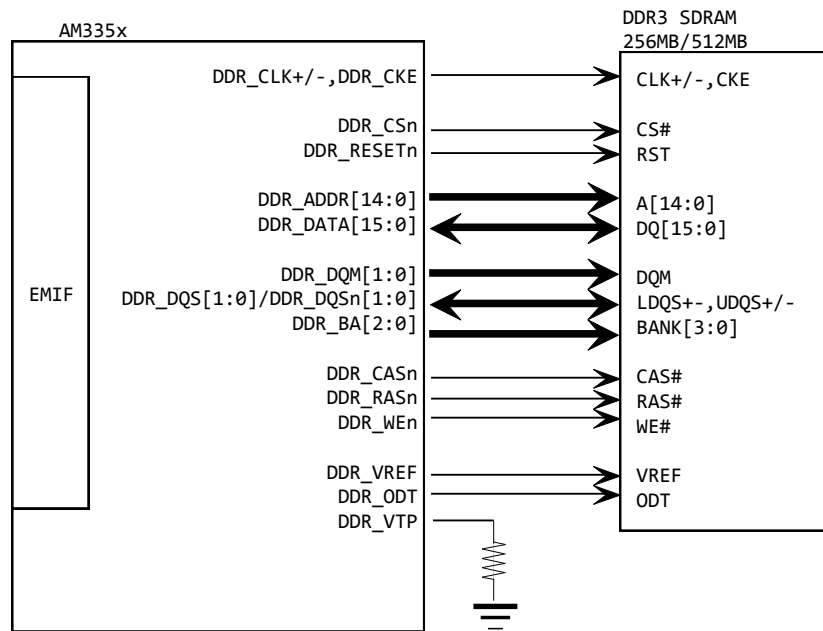 DDR3 SDRAM
256MB/512MB
AM335x
EMIF
DDR_CLK+/-,DDR_CKE
DDR_CSn
DDR_RESETn
DDR_ADDR[14:0]
DDR_DATA[15:0]
DDR_DQM[1:0]
DDR_DQS[1:0]/DDR_DQSn[1:0]
DDR_BA[2:0]
DDR_CASn
DDR_RASn
DDR_WEn
DDR_VREF
DDR_ODT
DDR_VTP
CLK+/-,CKE
CS#
RST
A[14:0]
DQ[15:0]
DQM
LDQS+-,UDQS+/-
BANK[3:0]
CAS#
RAS#
WE#
VREF
ODT